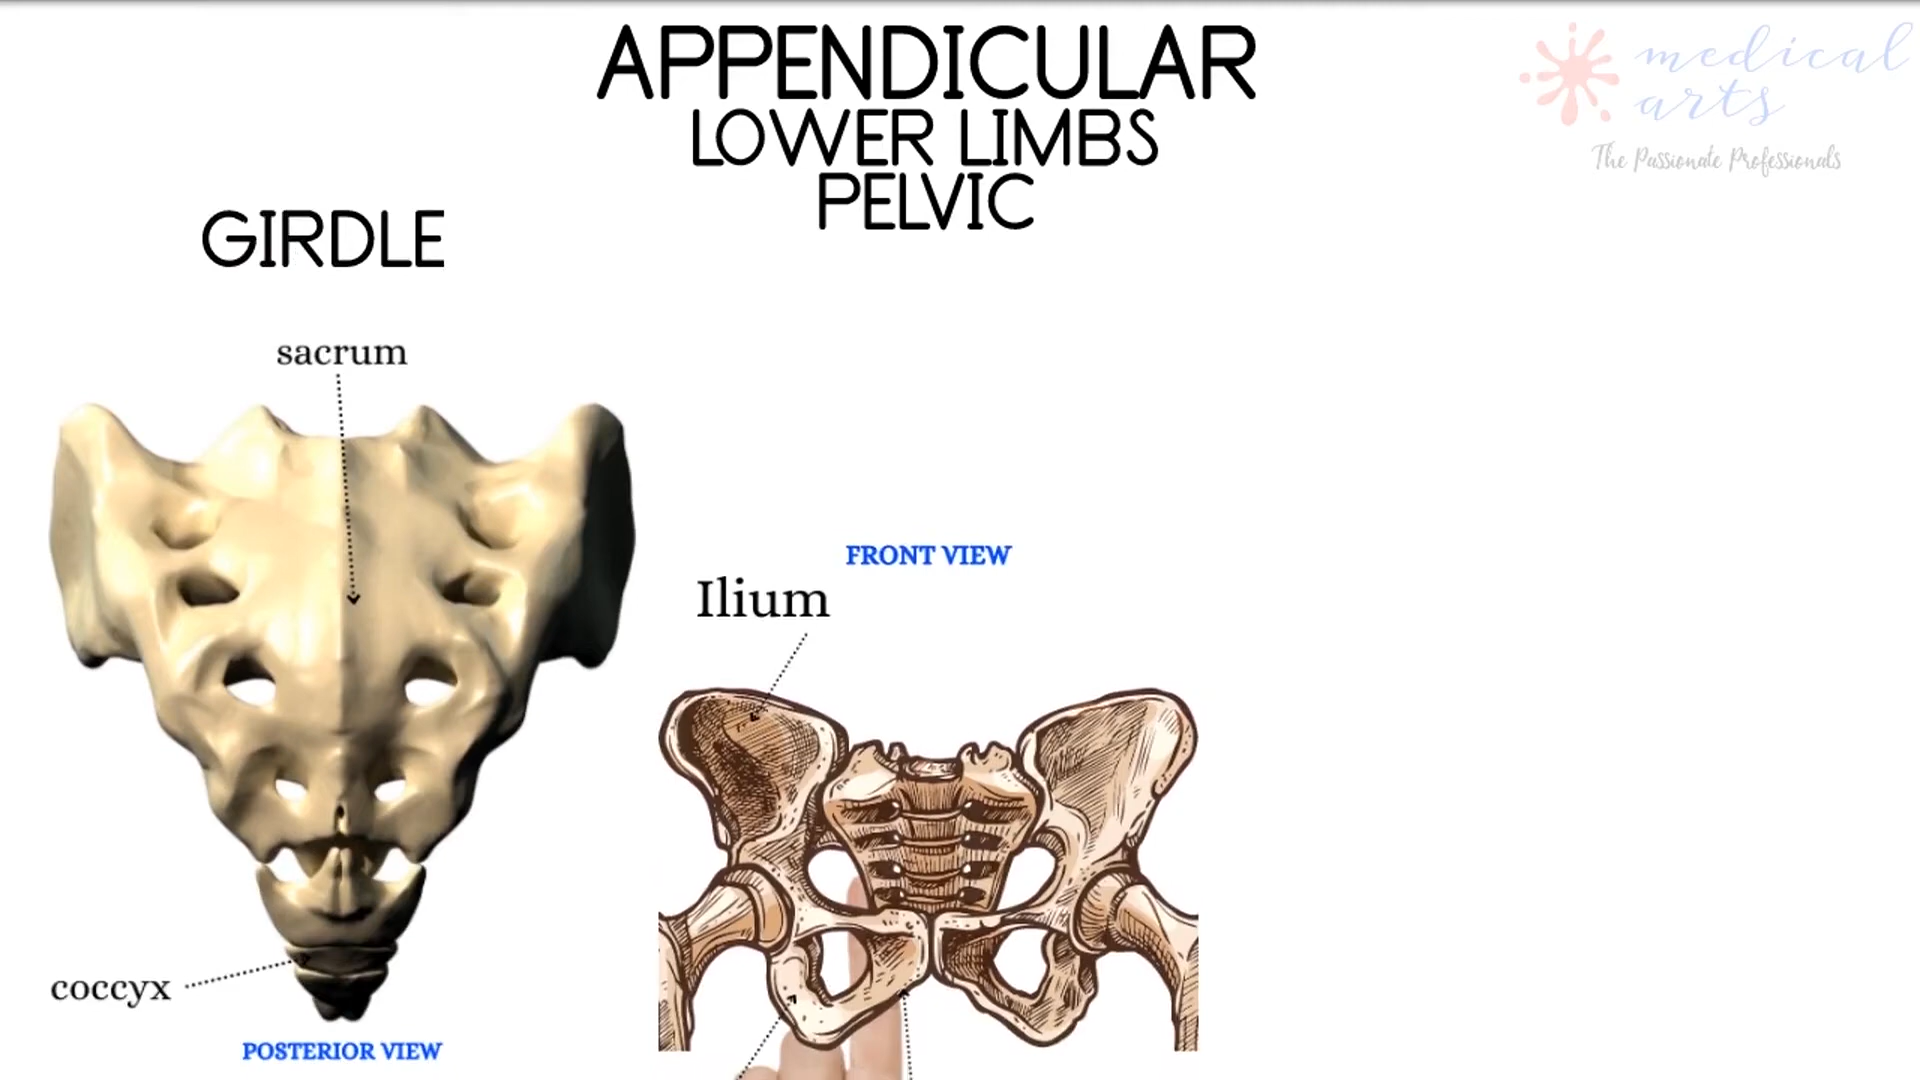 APPENDICULAR
LOWER LIMBS
PELVIC
GIRDLE
medical
arts
The Passionate Professionals
sacrum
coccyx
POSTERIOR VIEW
FRONT VIEW
Ilium